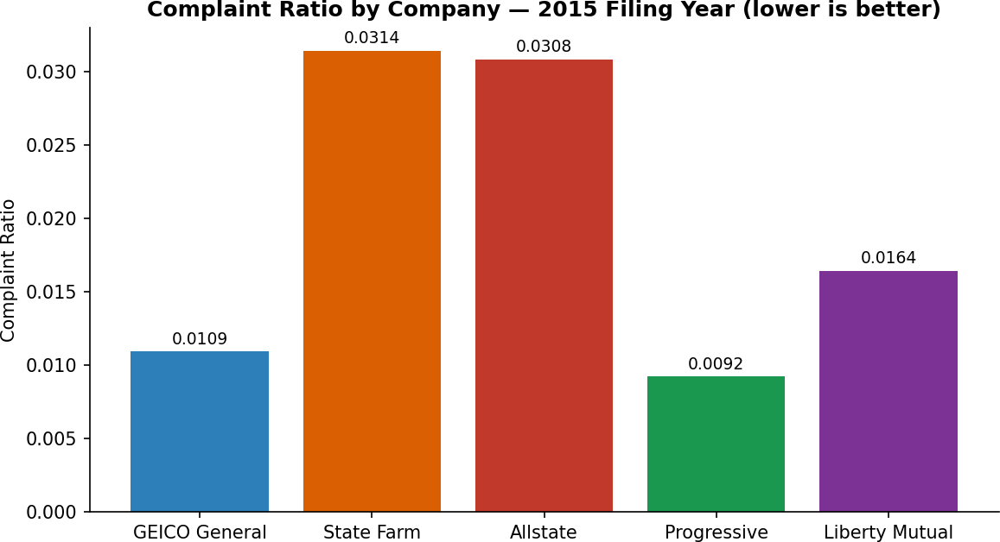 Complaint Ratio by Company — 2015 Filing Year (lower is better)
Complaint Ratio
0.030
0.025
0.020
0.015
0.010
0.005
0.000
0.0109
0.0314
0.0308
0.0092
0.0164
GEICO General
State Farm
Allstate
Progressive
Liberty Mutual